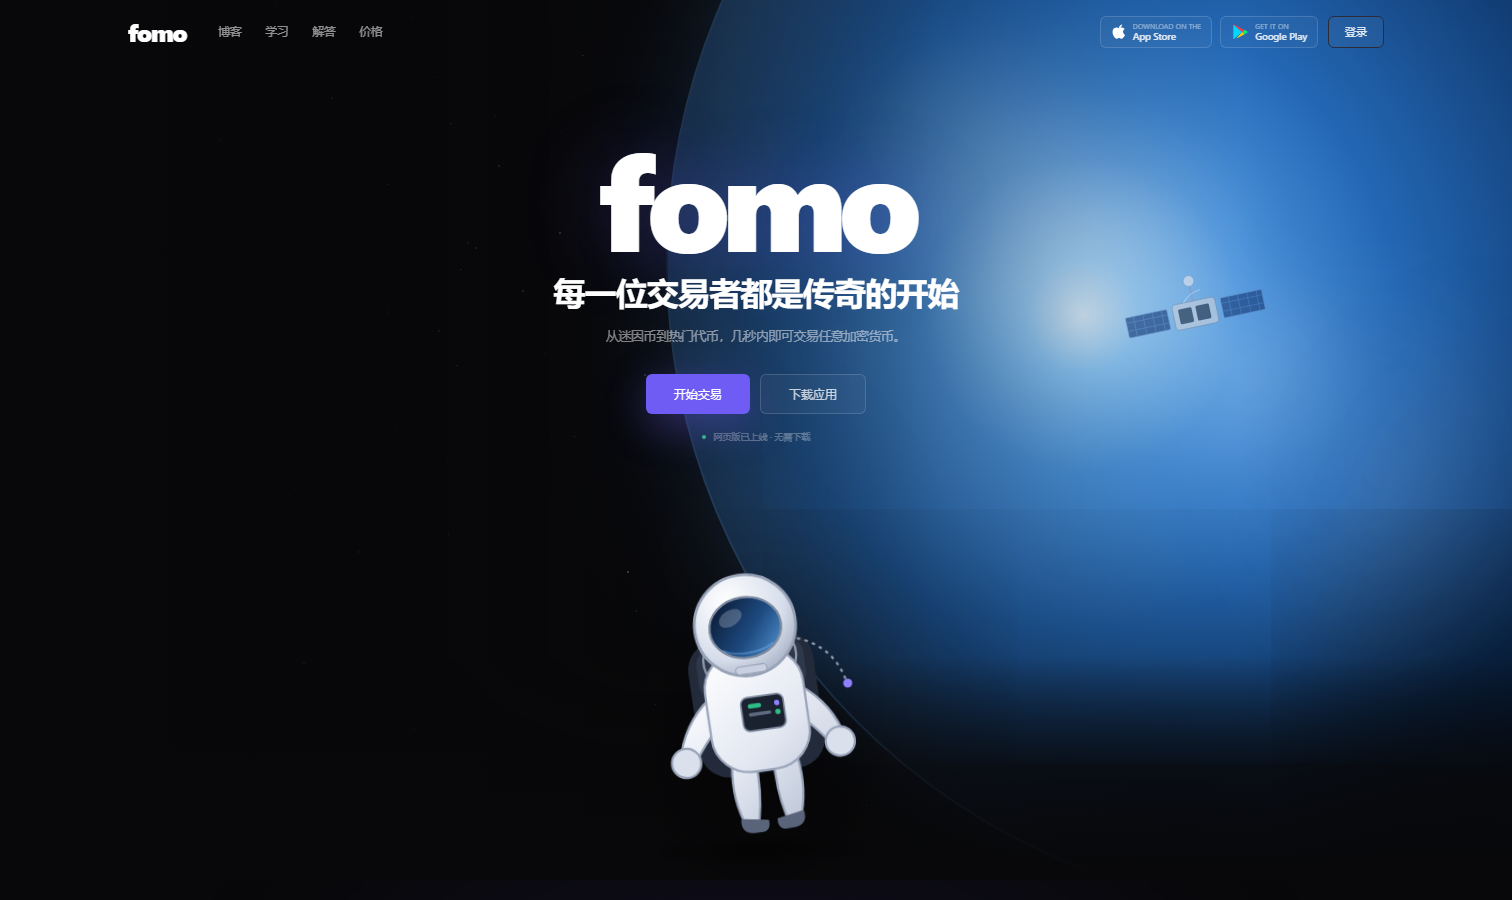 fomo
博客
学习
解答
价格
DOWNLOAD ON THE
App Store
GET IT ON
Google Play
登录
fomo
每一位交易者都是传奇的开始
从迷因币到热门代币，几秒内即可交易任意加密货币。
开始交易
下载应用
网页版已上线 · 无需下载